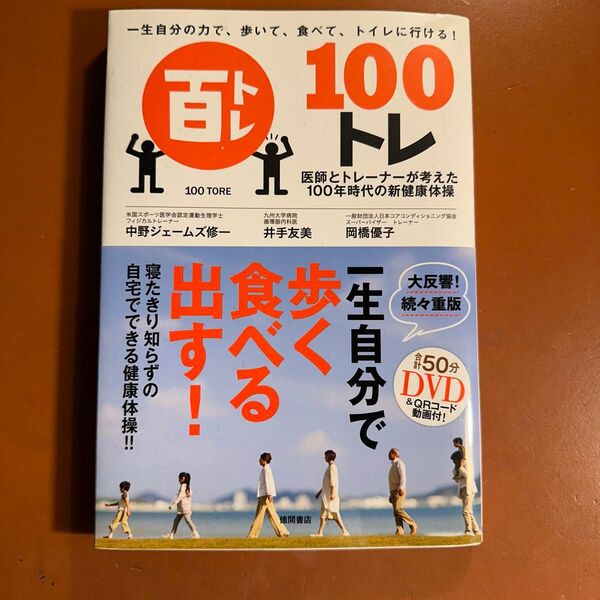 一生自分の力で、歩いて、食べて、トイレに行ける！
百トレ
100 TORE
100
トレ
医師とトレーナーが考えた
100年時代の新健康体操
米国スポーツ医学会認定運動生理学士
フィジカルトレーナー
中野ジェームズ修一
九州大学病院
循環器内科医
井手友美
一般財団法人日本コアコンディショニング協会
スーパーバイザー トレーナー
岡橋優子
大反響！
続々重版
一生自分で
歩く
食べる
出す！
寝たきり知らずの
自宅でできる健康体操!!
合計50分
DVD
&QRコード
動画付！
徳間書店